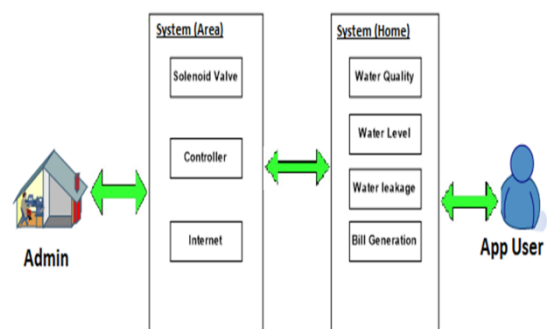 System (Area)
Solenoid Valve
Controller
Internet
System (Home)
Water Quality
Water Level
Water leakage
Bill Generation
Admin
App User